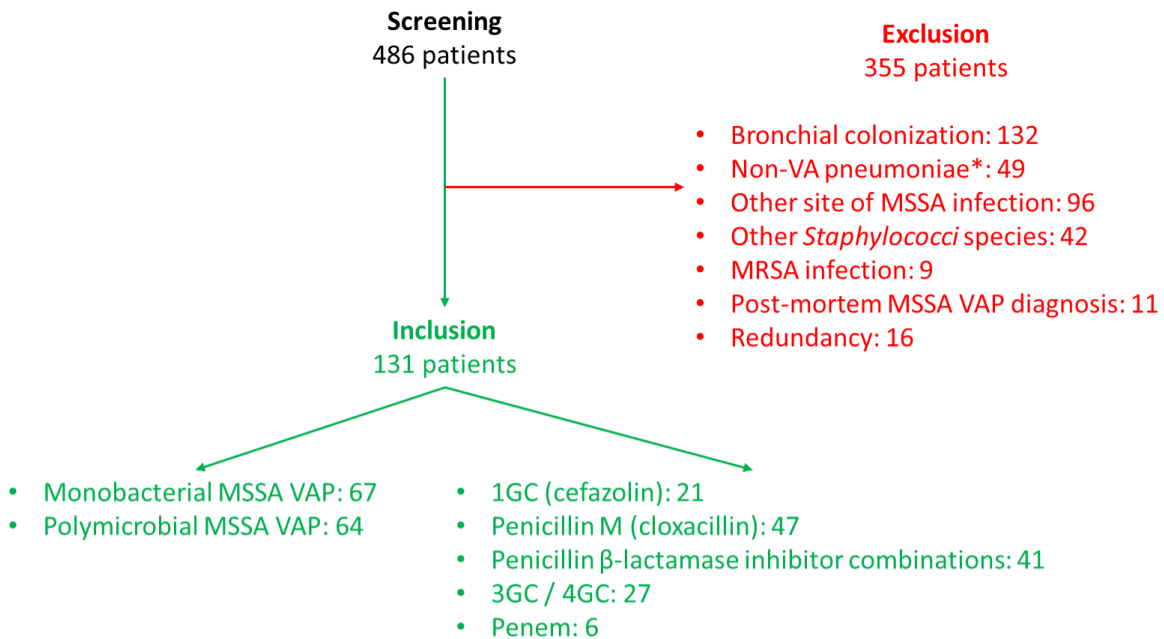 Screening
486 patients
Exclusion
355 patients
• Bronchial colonization: 132
• Non-VA pneumoniae*: 49
• Other site of MSSA infection: 96
• Other Staphylococci species: 42
• MRSA infection: 9
• Post-mortem MSSA VAP diagnosis: 11
• Redundancy: 16
Inclusion
131 patients
• Monobacterial MSSA VAP: 67
• Polymicrobial MSSA VAP: 64
• 1GC (cefazolin): 21
• Penicillin M (cloxacillin): 47
• Penicillin β-lactamase inhibitor combinations: 41
• 3GC / 4GC: 27
• Penem: 6